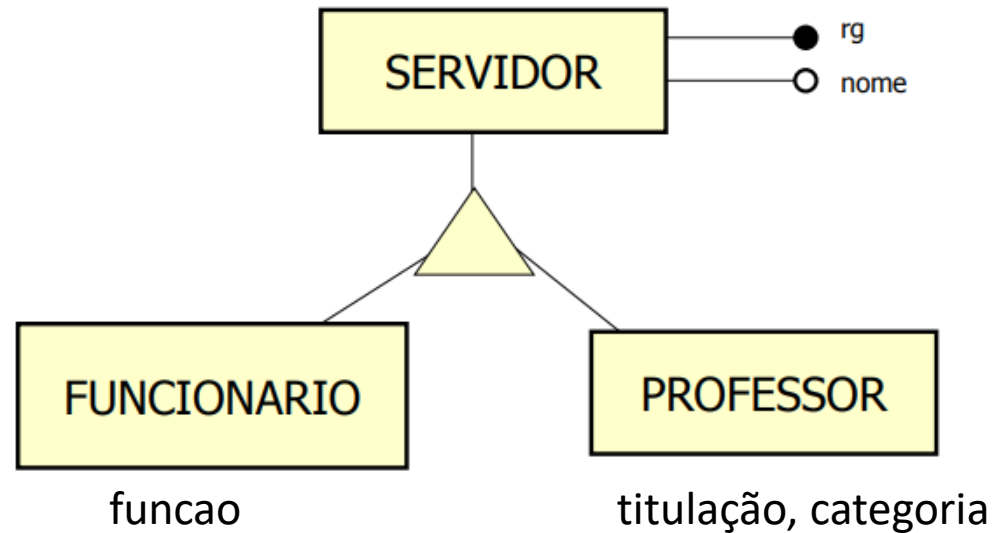 SERVIDOR
rg
nome
FUNCIONARIO
PROFESSOR
funcao
titulação, categoria